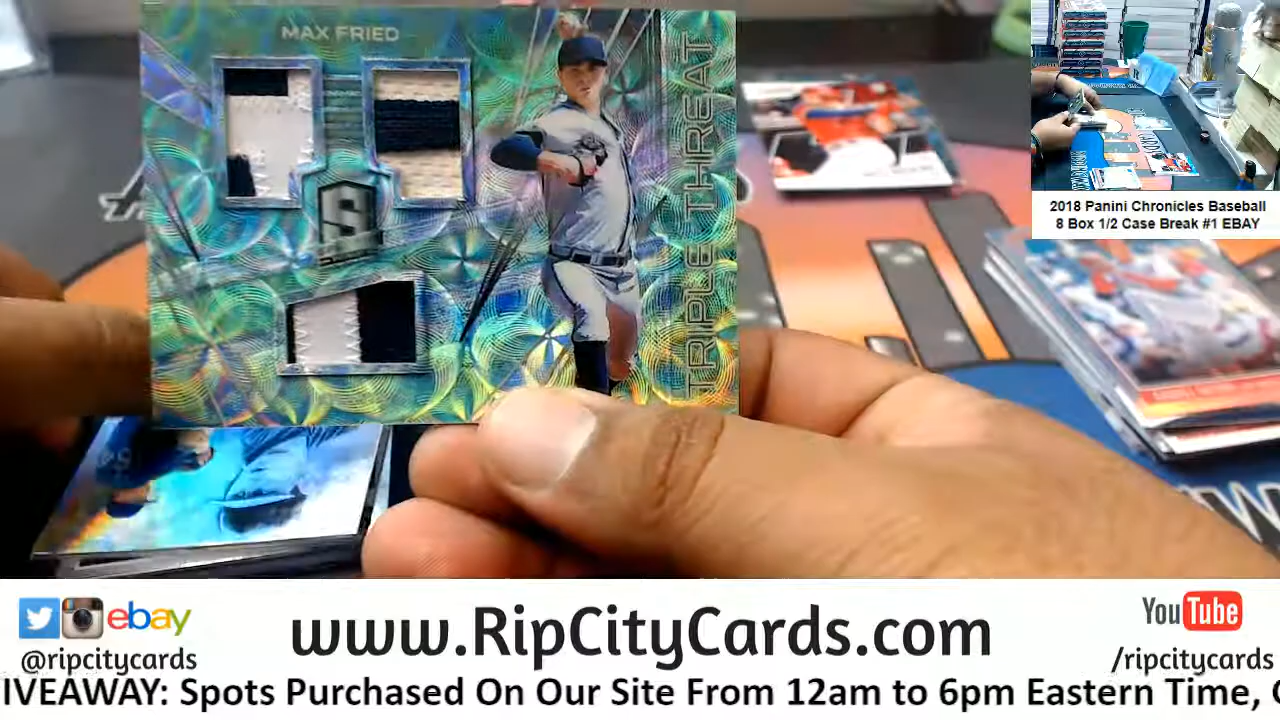 MAX FRIED
TRIPLE THREAT
S
2018 Panini Chronicles Baseball
8 Box 1/2 Case Break #1 EBAY
ebay
@ripcitycards
www.RipCityCards.com
YouTube
/ripcitycards
IVEAWAY: Spots Purchased On Our Site From 12am to 6pm Eastern Time,